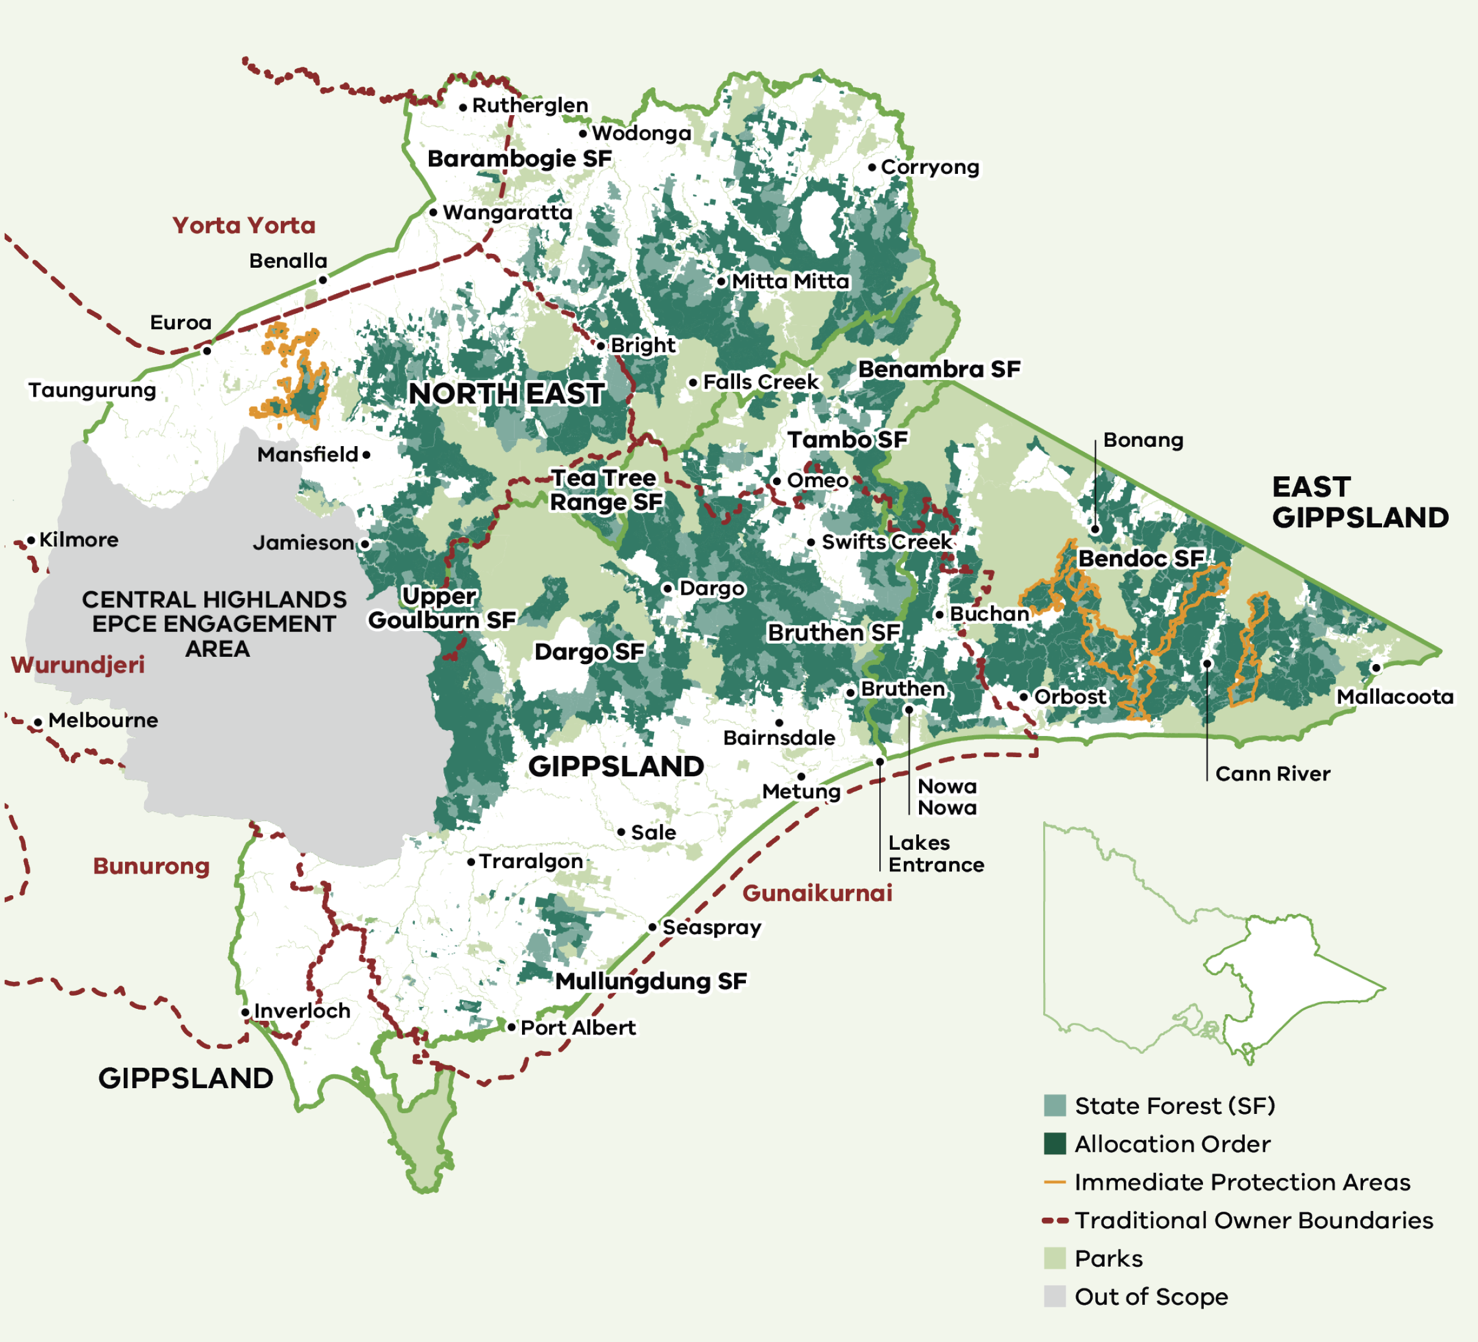 Rutherglen
Wodonga
Barambogie SF
Corryong
Wangaratta
Yorta Yorta
Benalla
Mitta Mitta
Euroa
Bright
Benambra SF
Taungurung
NORTH EAST
Falls Creek
Tambo SF
Bonang
Mansfield
Tea Tree
Range SF
Omeo
EAST
GIPPSLAND
Kilmore
Jamieson
Swifts Creek
Bendoc SF
CENTRAL HIGHLANDS
EPCE ENGAGEMENT
AREA
Upper
Goulburn SF
Dargo
Buchan
Bruthen SF
Wurundjeri
Dargo SF
Bruthen
Orbost
Mallacoota
Melbourne
Bairnsdale
GIPPSLAND
Cann River
Metung
Nowa
Nowa
Sale
Lakes
Entrance
Bunurong
Traralgon
Gunaikurnai
Seaspray
Mullungdung SF
Inverloch
Port Albert
GIPPSLAND
State Forest (SF)
Allocation Order
Immediate Protection Areas
Traditional Owner Boundaries
Parks
Out of Scope